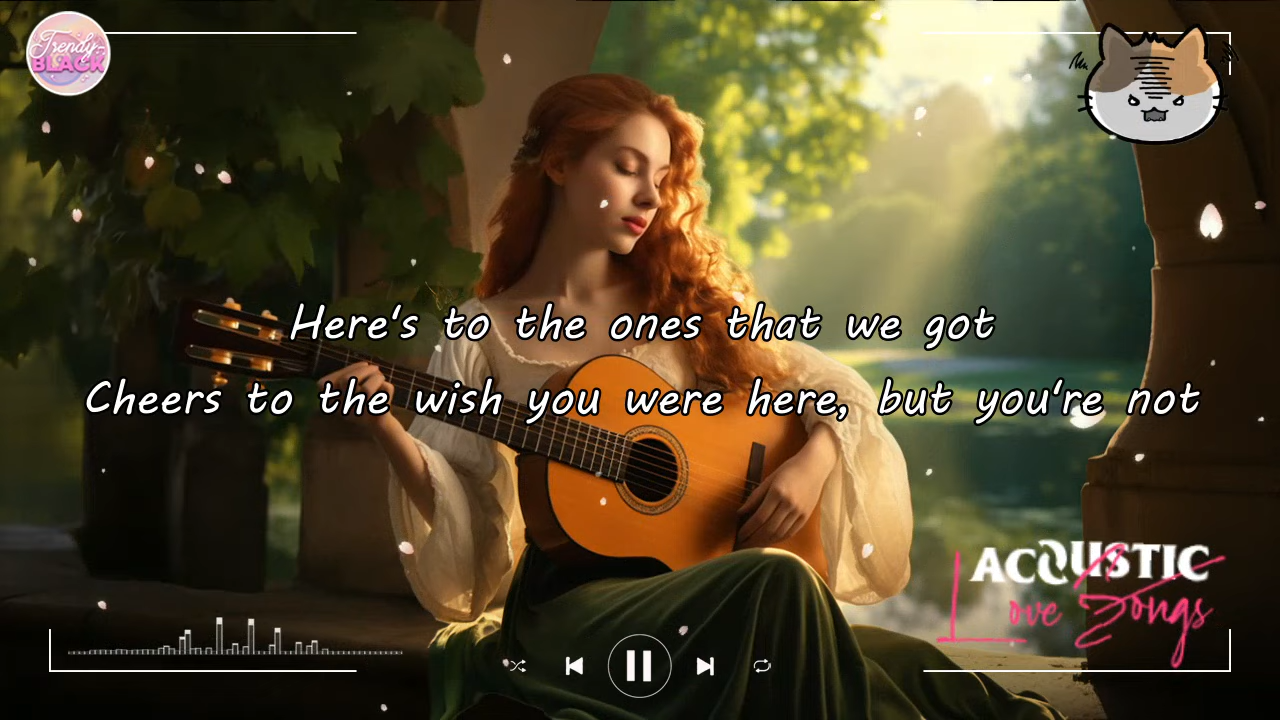 Trendy
BLACK
Here's to the ones that we got
Cheers to the wish you were here, but you're not
ACOUSTIC
Love Songs